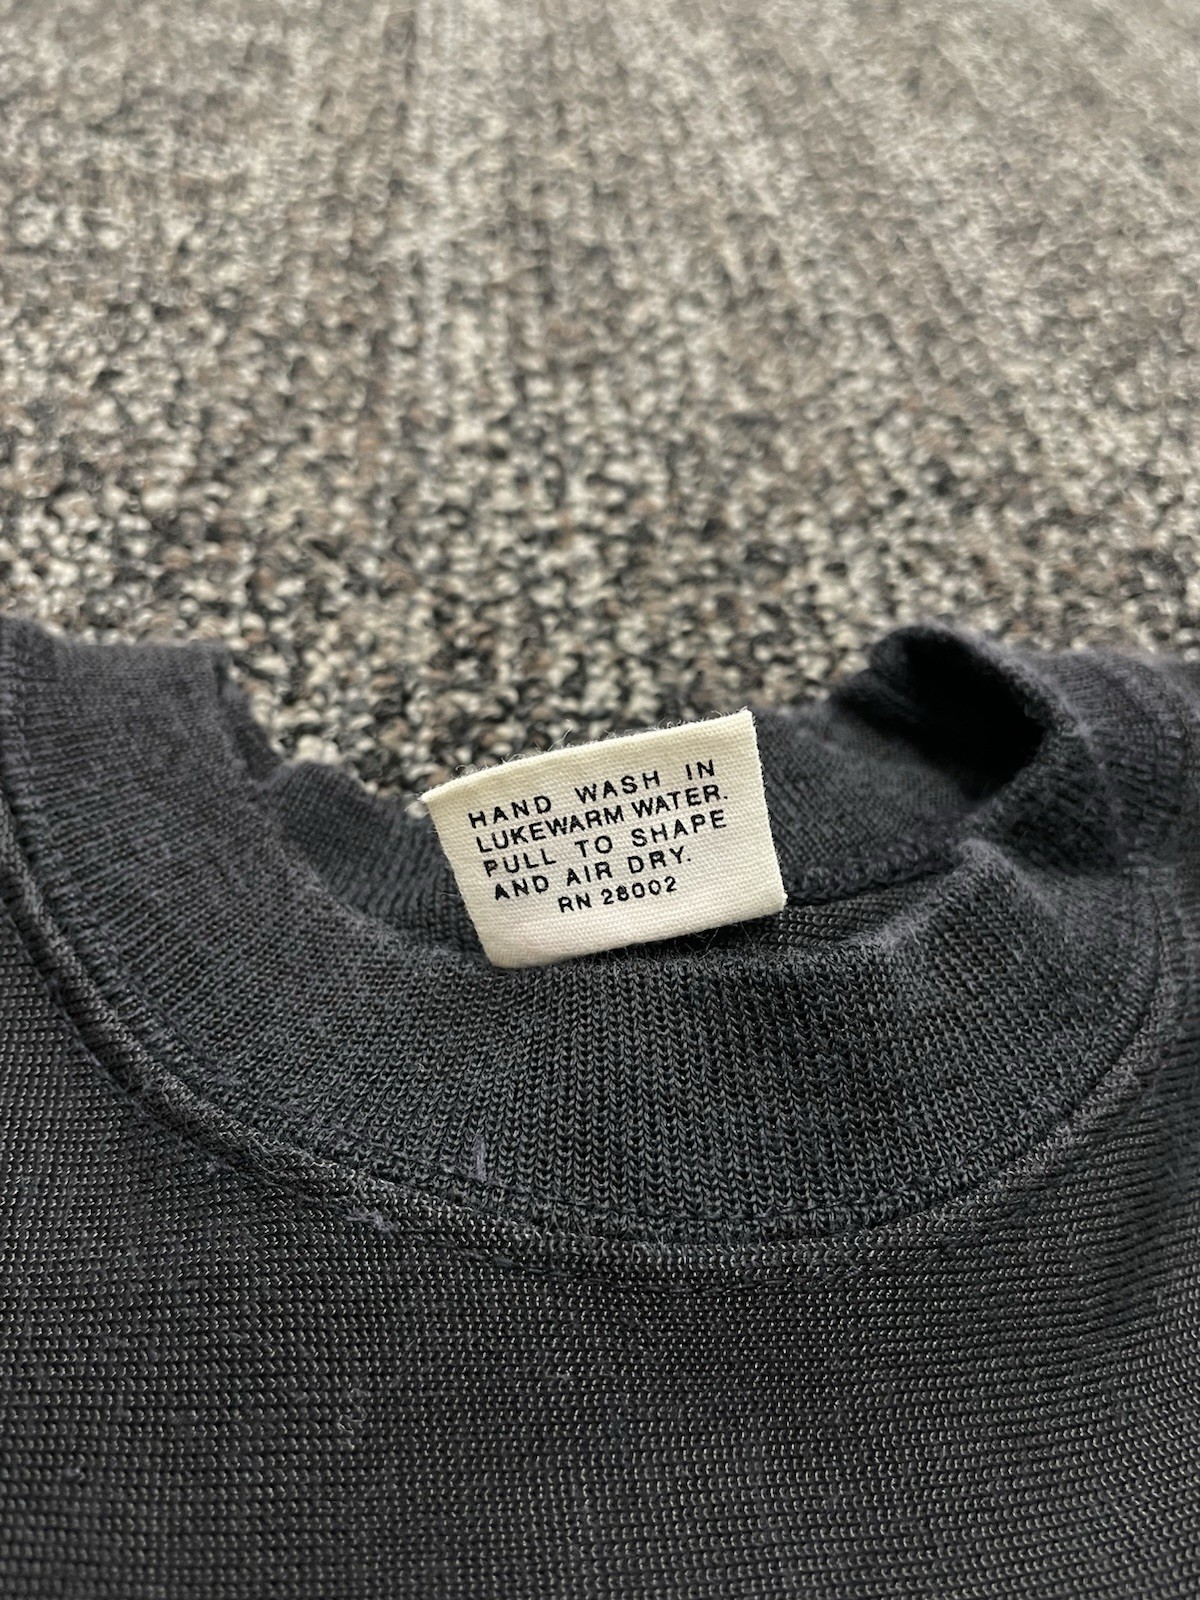 HAND WASH IN
LUKEWARM WATER.
PULL TO SHAPE
AND AIR DRY.
RN 28002